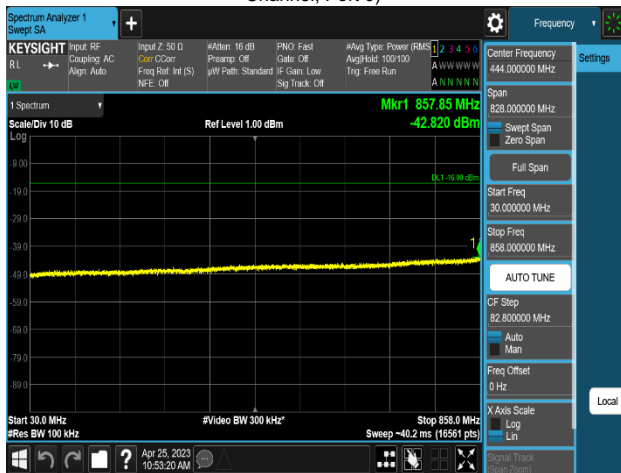 Channel, Port 0)
Spectrum Analyzer 1
Swept SA
Frequency
KEYSIGHT
RL
Input: RF
Coupling: AC
Align: Auto
Input Z: 50 Ω
Corr CCorr
Freq Ref: Int (S)
NFE: Off
#Atten: 16 dB
Preamp: Off
µW Path: Standard
PNO: Fast
Gate: Off
IF Gain: Low
Sig Track: Off
#Avg Type: Power (RMS
Avg|Hold: 100/100
Trig: Free Run
1 2 3 4 5 6
A W W W W W
A N N N N N
1 Spectrum
Scale/Div 10 dB
Log
Ref Level 1.00 dBm
Mkr1 857.85 MHz
-42.820 dBm
DL1 -16.00 dBm
-9.00
-19.0
-29.0
-39.0
-49.0
-59.0
-69.0
-79.0
-89.0
1
Start 30.0 MHz
#Res BW 100 kHz
#Video BW 300 kHz*
Stop 858.0 MHz
Sweep ~40.2 ms (16561 pts)
Apr 25, 2023
10:53:20 AM
Center Frequency
444.000000 MHz
Settings
Span
828.000000 MHz
Swept Span
Zero Span
Full Span
Start Freq
30.000000 MHz
Stop Freq
858.000000 MHz
AUTO TUNE
CF Step
82.800000 MHz
Auto
Man
Freq Offset
0 Hz
X Axis Scale
Log
Lin
Local
Signal Track
(Span Zoom)